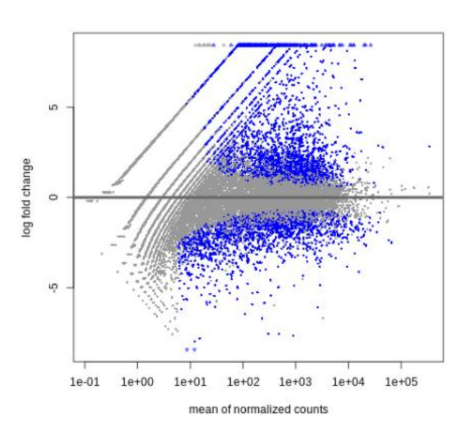 5
0
-5
log fold change
1e-01 1e+00 1e+01 1e+02 1e+03 1e+04 1e+05
mean of normalized counts